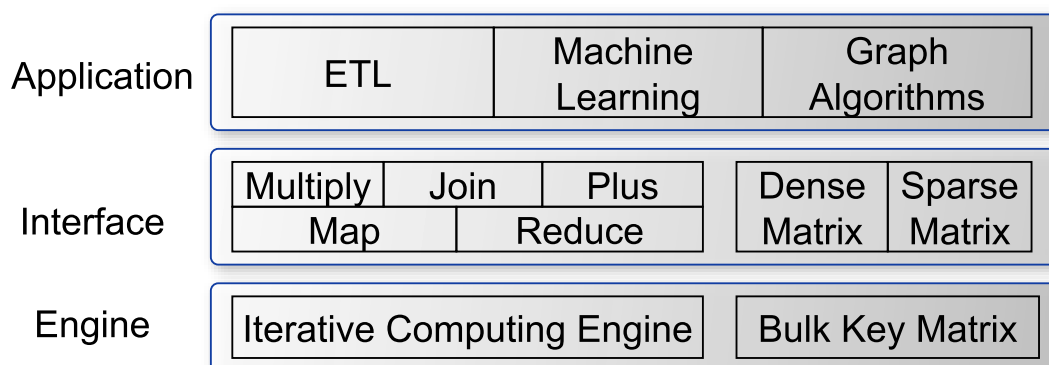 Application
ETL
Machine
Learning
Graph
Algorithms
Interface
Multiply
Join
Plus
Map
Reduce
Dense
Matrix
Sparse
Matrix
Engine
Iterative Computing Engine
Bulk Key Matrix